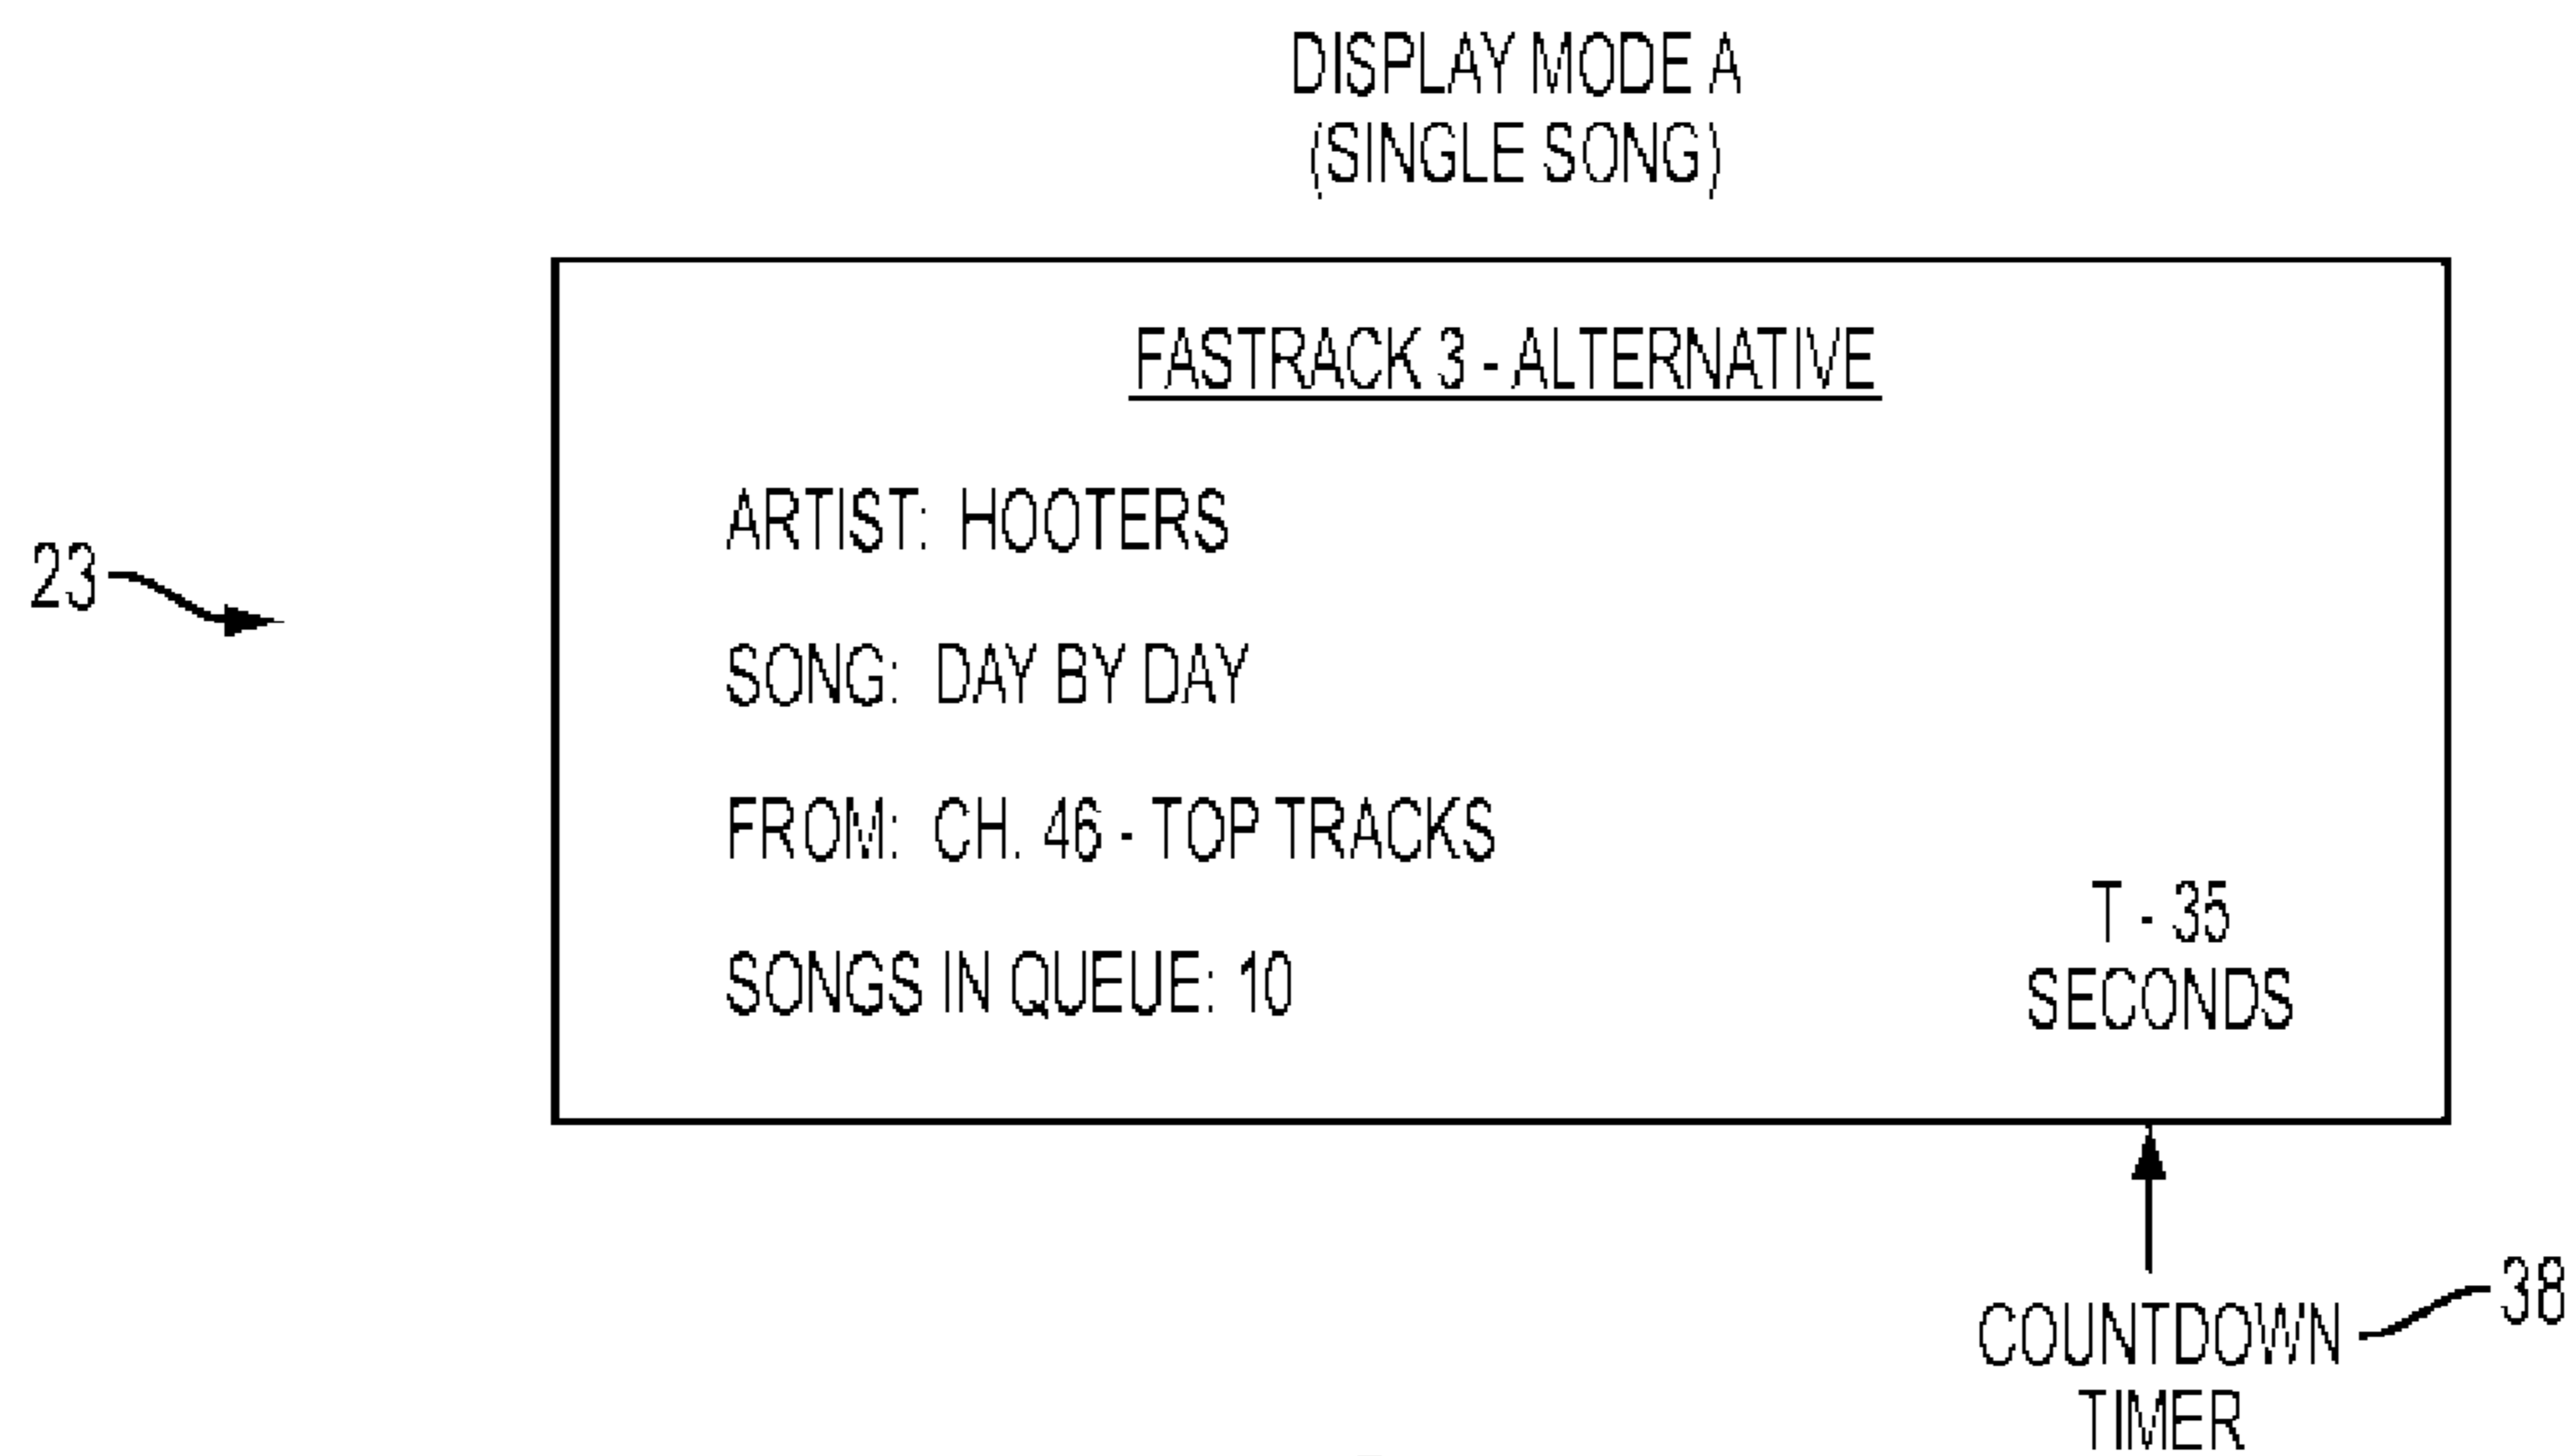 DISPLAY MODE A
(SINGLE SONG)
FASTRACK 3 - ALTERNATIVE
ARTIST: HOOTERS
23
SONG: DAY BY DAY
FROM: CH. 46 - TOP TRACKS
T - 35
SECONDS
SONGS IN QUEUE: 10
38
COUNTDOWN
TIMER